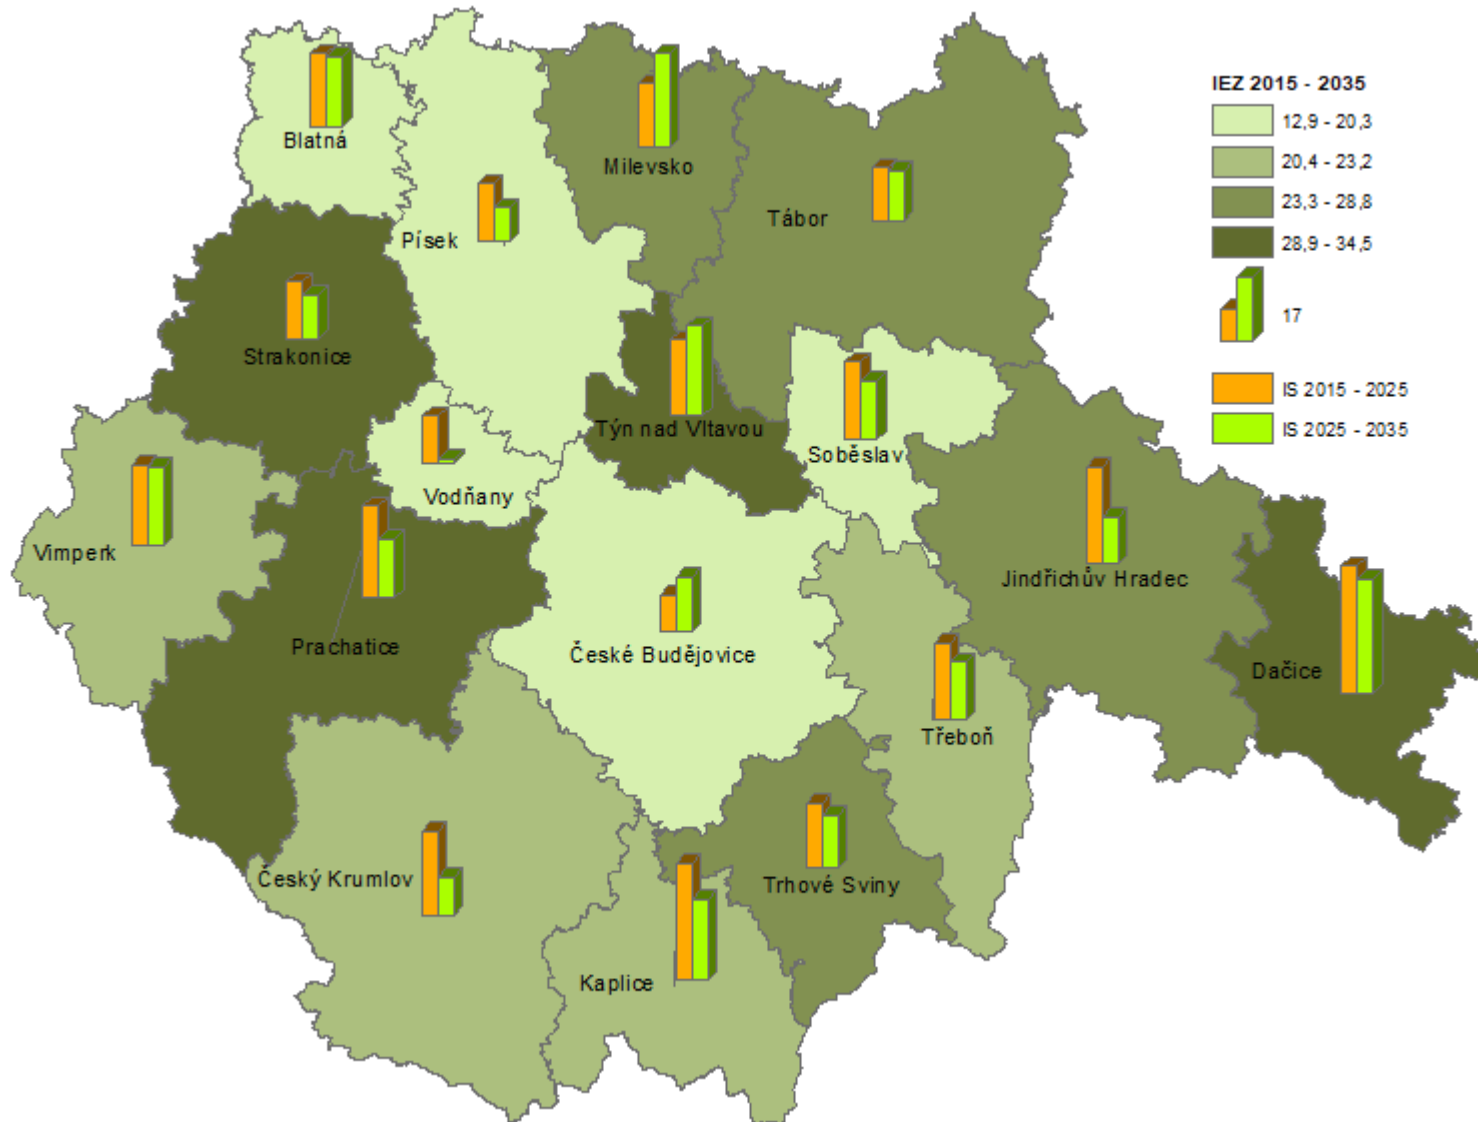 IEZ 2015 - 2035
12,9 - 20,3
20,4 - 23,2
23,3 - 28,8
28,9 - 34,5
17
IS 2015 - 2025
IS 2025 - 2035
Blatná
Milevsko
Písek
Tábor
Strakonice
Týn nad Vltavou
Soběslav
Vodňany
Vimperk
Jindřichův Hradec
Prachatice
České Budějovice
Dačice
Třeboň
Český Krumlov
Trhové Sviny
Kaplice